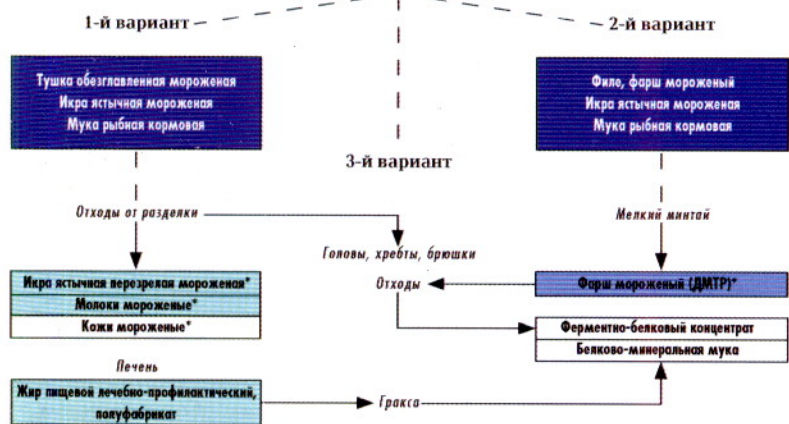 1-й вариант
2-й вариант
Тушка обезглавленная мороженая
Икра ястычная мороженая
Мука рыбная кормовая
Филе, фарш мороженый
Икра ястычная мороженая
Мука рыбная кормовая
3-й вариант
Отходы от разделки
Мелкий минтай
Головы, хребты, брюшки
Икра ястычная перезрелая мороженая*
Молоки мороженые*
Кожи мороженые*
Отходы
Фарш мороженый (ДМТР)*
Ферментно-белковый концентрат
Белково-минеральная мука
Печень
Жир пищевой лечебно-профилактический,
полуфабрикат
Гракса